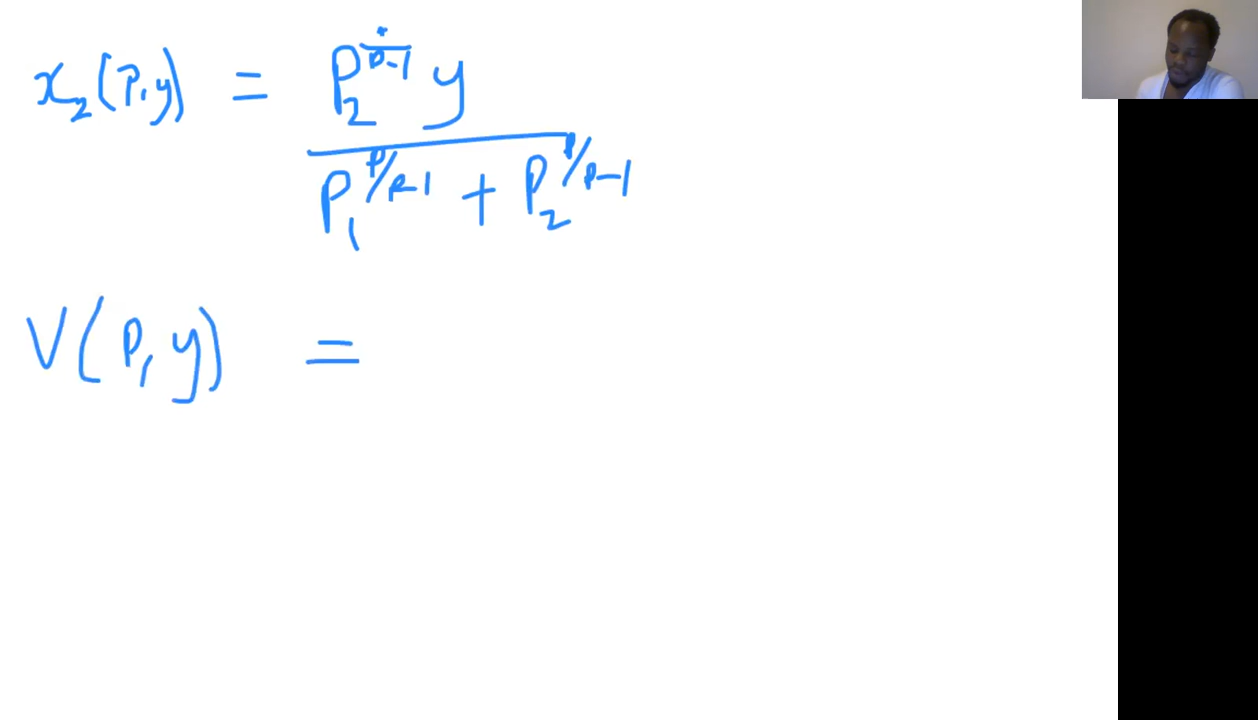 x₂(P,y) = P₂^{1/(ρ-1)} y
P₁^{ρ/ρ-1} + P₂^{ρ/ρ-1}
V(P,y) =